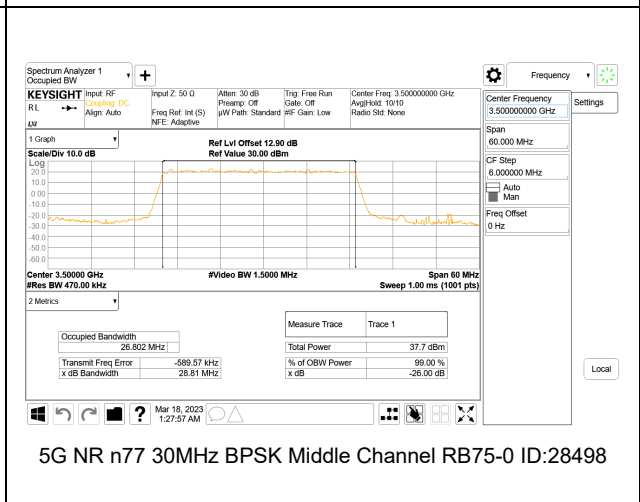 Spectrum Analyzer 1
Occupied BW
+
Frequency
KEYSIGHT Input: RF Input Z: 50 Ω Atten: 30 dB Trig: Free Run Center Freq: 3.500000000 GHz
R L Coupling: DC Preamp: Off Gate: Off Avg|Hold: 10/10
Align: Auto Freq Ref: Int (S) µW Path: Standard #IF Gain: Low Radio Std: None
NFE: Adaptive
Center Frequency
3.500000000 GHz
Settings
Span
60.000 MHz
CF Step
6.000000 MHz
Auto
Man
Freq Offset
0 Hz
1 Graph
Ref Lvl Offset 12.90 dB
Scale/Div 10.0 dB Ref Value 30.00 dBm
Log
20.0
10.0
0.00
-10.0
-20.0
-30.0
-40.0
-50.0
-60.0
Center 3.50000 GHz #Video BW 1.5000 MHz Span 60 MHz
#Res BW 470.00 kHz Sweep 1.00 ms (1001 pts)
2 Metrics
Measure Trace Trace 1
Occupied Bandwidth
26.802 MHz
Total Power 37.7 dBm
Transmit Freq Error -589.57 kHz % of OBW Power 99.00 %
x dB Bandwidth 28.81 MHz x dB -26.00 dB
Local
? Mar 18, 2023
1:27:57 AM
5G NR n77 30MHz BPSK Middle Channel RB75-0 ID:28498